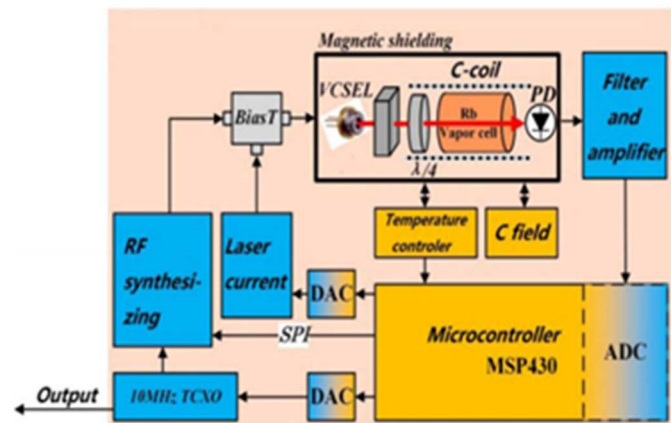 Magnetic shielding
C-coil
VCSEL
PD
Rb
Vapor cell
λ/4
BiasT
Filter
and
amplifier
RF
synthesi-
zing
Laser
current
Temperature
controler
C field
DAC
SPI
Microcontroller
MSP430
ADC
Output
10MHz TCXO
DAC